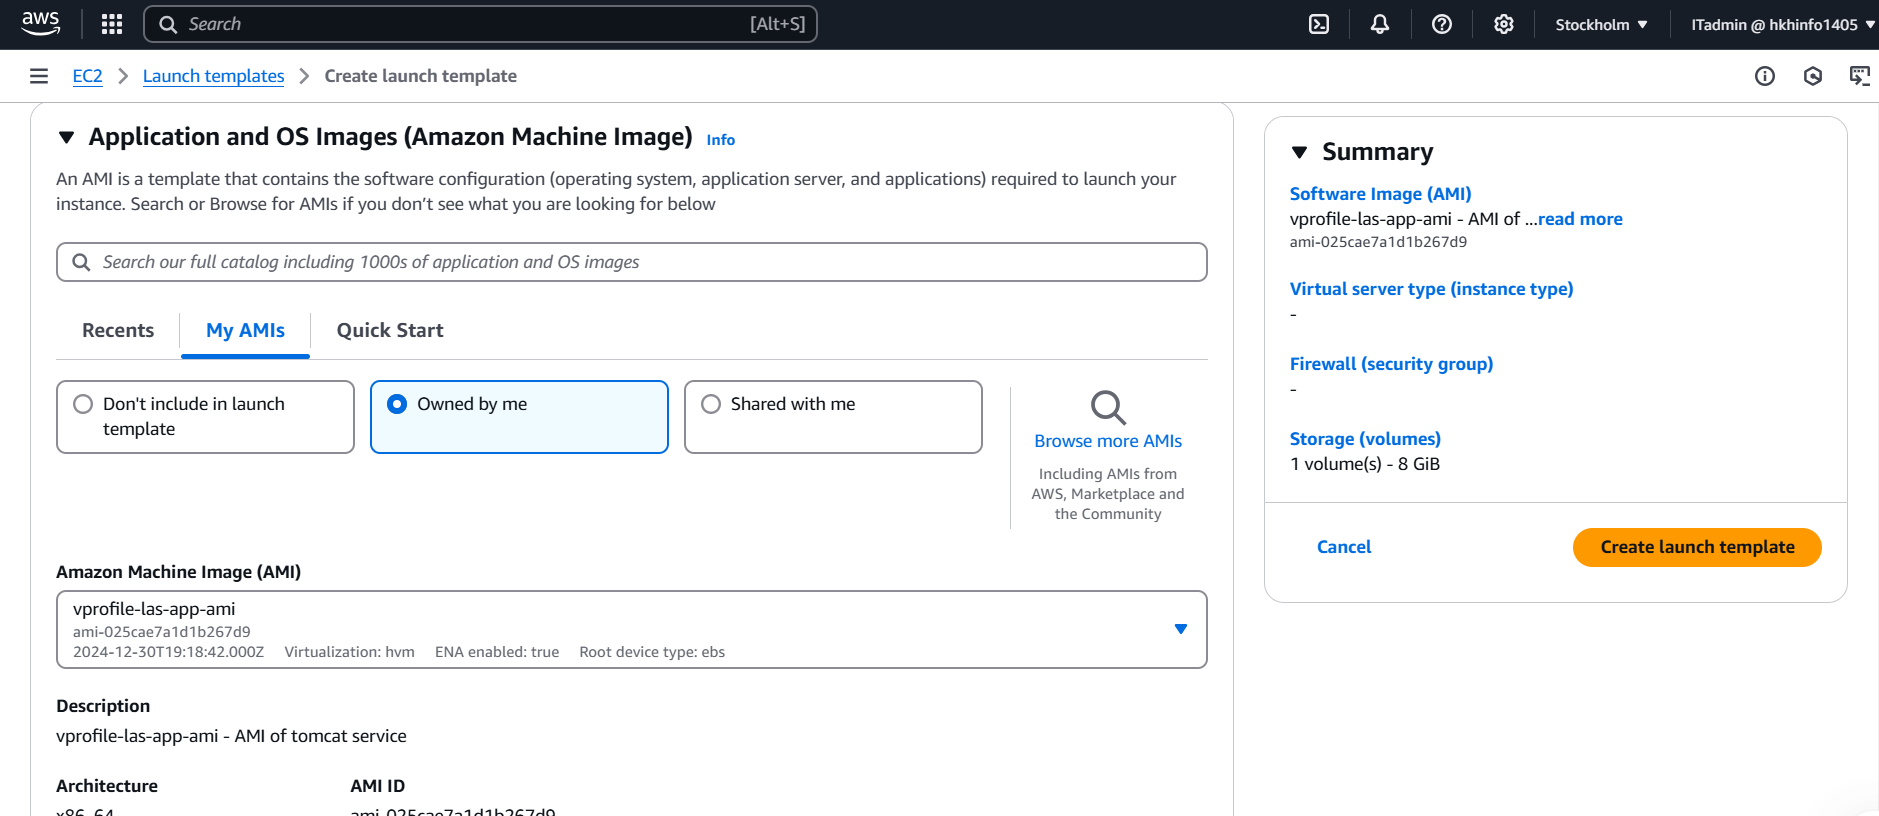 aws
Search
[Alt+S]
Stockholm
ITadmin @ hkhinfo1405
EC2
Launch templates
Create launch template
Application and OS Images (Amazon Machine Image)
Info
An AMI is a template that contains the software configuration (operating system, application server, and applications) required to launch your
instance. Search or Browse for AMIs if you don’t see what you are looking for below
Search our full catalog including 1000s of application and OS images
Recents
My AMIs
Quick Start
Don't include in launch
template
Owned by me
Shared with me
Browse more AMIs
Including AMIs from
AWS, Marketplace and
the Community
Amazon Machine Image (AMI)
vprofile-las-app-ami
ami-025cae7a1d1b267d9
2024-12-30T19:18:42.000Z Virtualization: hvm ENA enabled: true Root device type: ebs
Description
vprofile-las-app-ami - AMI of tomcat service
Architecture
AMI ID
x86_64
ami-025cae7a1d1b267d9
Summary
Software Image (AMI)
vprofile-las-app-ami - AMI of ...read more
ami-025cae7a1d1b267d9
Virtual server type (instance type)
-
Firewall (security group)
-
Storage (volumes)
1 volume(s) - 8 GiB
Cancel
Create launch template